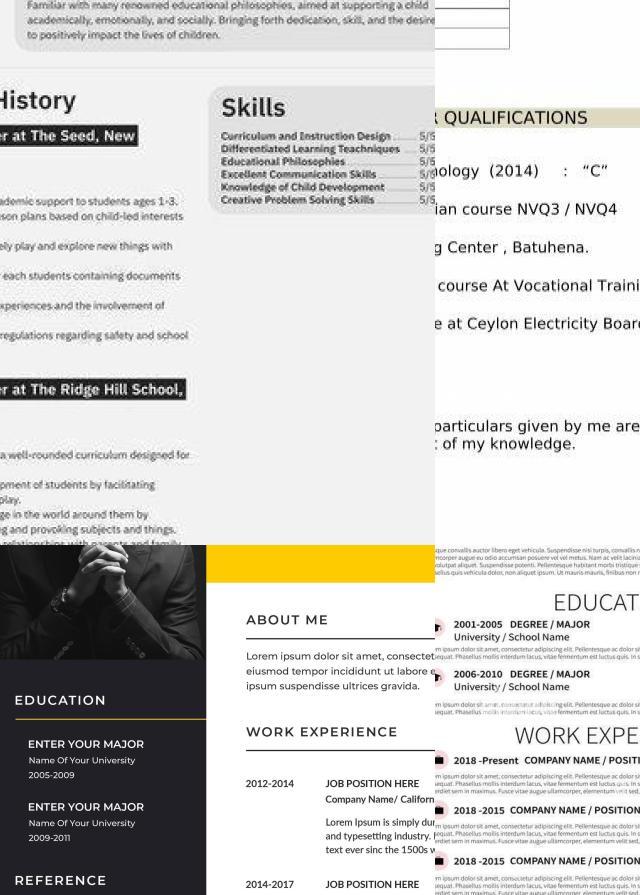 Familiar with many renowned educational philosophies, aimed at supporting a child
academically, emotionally, and socially. Bringing forth dedication, skill, and the desire
to positively impact the lives of children.
History
er at The Seed, New
ademic support to students ages 1-3.
son plans based on child-led interests
ely play and explore new things with
each students containing documents
xperiences and the involvement of
regulations regarding safety and school
er at The Ridge Hill School,
a well-rounded curriculum designed for
pment of students by facilitating
play.
ge in the world around them by
g and provoking subjects and things.
relationships with parents and family
Skills
Curriculum and Instruction Design 5/5
Differentiated Learning Teachniques 5/5
Educational Philosophies 5/5
Excellent Communication Skills 5/5
Knowledge of Child Development 5/5
Creative Problem Solving Skills 5/5
R QUALIFICATIONS
ology (2014) : “C”
ian course NVQ3 / NVQ4
g Center , Batuhena.
course At Vocational Traini
e at Ceylon Electricity Board
particulars given by me are
t of my knowledge.
EDUCATION
ENTER YOUR MAJOR
Name Of Your University
2005-2009
ENTER YOUR MAJOR
Name Of Your University
2009-2011
REFERENCE
ABOUT ME
Lorem ipsum dolor sit amet, consectet
eiusmod tempor incididunt ut labore e
ipsum suspendisse ultrices gravida.
WORK EXPERIENCE
2012-2014 JOB POSITION HERE
Company Name/ Californ
Lorem Ipsum is simply dur
and typesetting industry.
text ever sinc the 1500s w
2014-2017 JOB POSITION HERE
EDUCAT
2001-2005 DEGREE / MAJOR
University / School Name
2006-2010 DEGREE / MAJOR
University / School Name
WORK EXPE
2018 -Present COMPANY NAME / POSITI
2018 -2015 COMPANY NAME / POSITION
2018 -2015 COMPANY NAME / POSITION